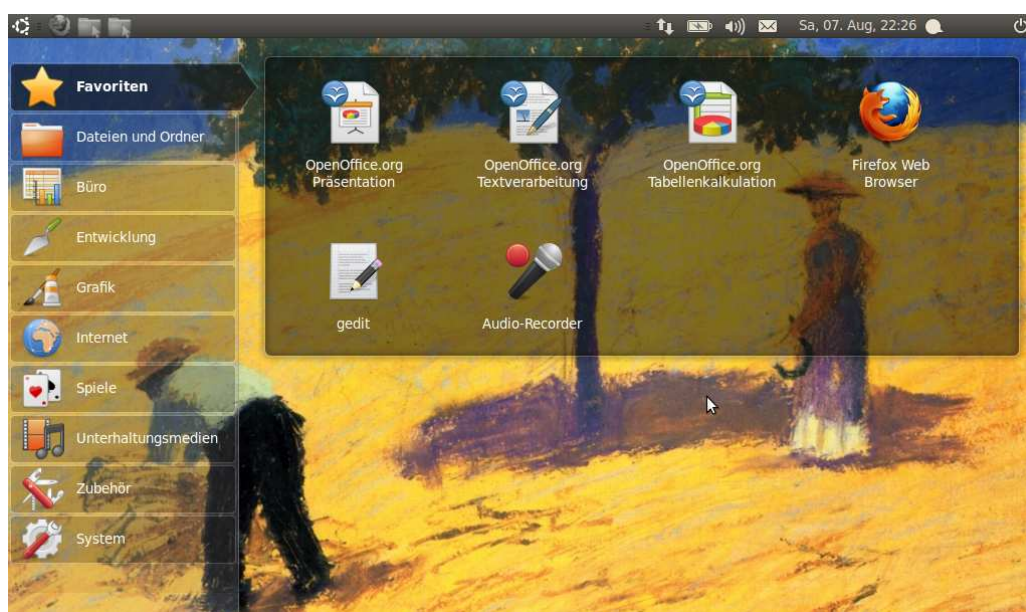 Sa, 07. Aug, 22:26
Favoriten
Dateien und Ordner
Büro
Entwicklung
Grafik
Internet
Spiele
Unterhaltungsmedien
Zubehör
System
OpenOffice.org
Präsentation
OpenOffice.org
Textverarbeitung
OpenOffice.org
Tabellenkalkulation
Firefox Web
Browser
gedit
Audio-Recorder